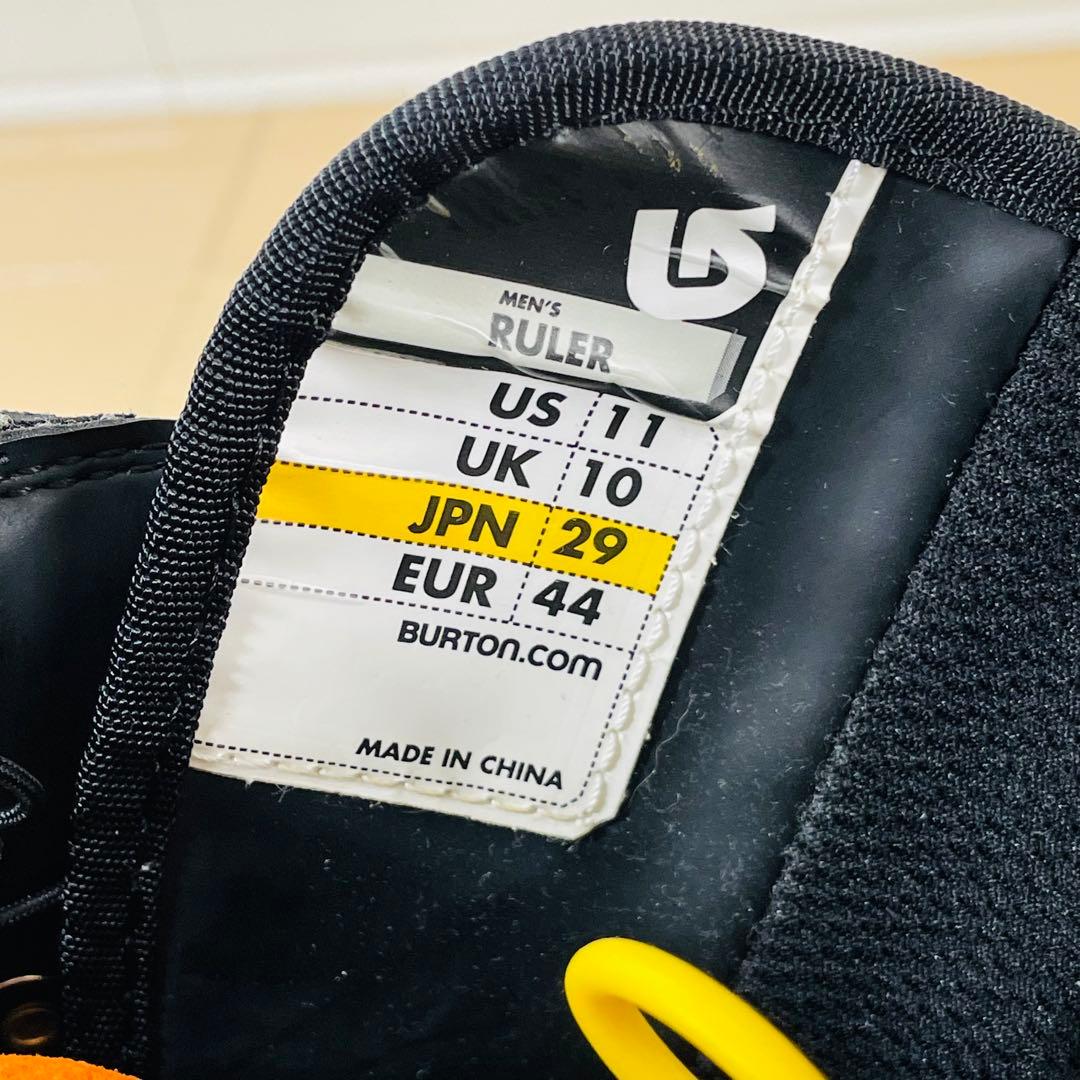 MEN'S
RULER
US 11
UK 10
JPN 29
EUR 44
BURTON.com
MADE IN CHINA